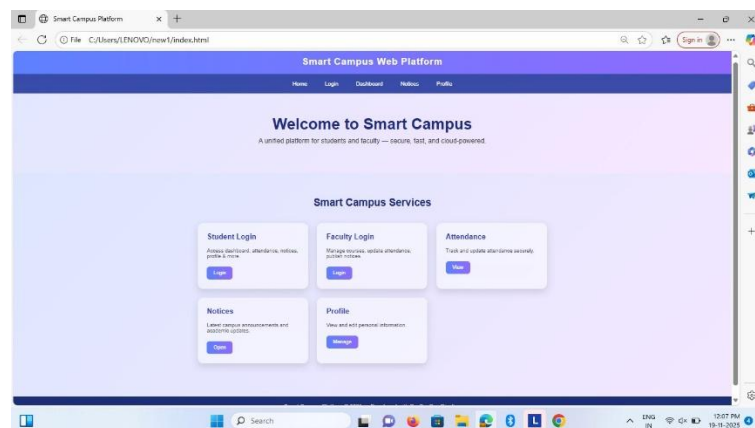 Smart Campus Platform
File C:/Users/LENOVO/new1/index.html
Sign in
Smart Campus Web Platform
Home Login Dashboard Notices Profile
Welcome to Smart Campus
A unified platform for students and faculty — secure, fast, and cloud-powered.
Smart Campus Services
Student Login
Access dashboard, attendance, notices,
profile & more.
Login
Faculty Login
Manage courses, update attendance,
publish notices.
Login
Attendance
Track and update attendance securely.
View
Notices
Latest campus announcements and
academic updates.
Open
Profile
View and edit personal information
Manage
Search
ENG
IN
12:07 PM
19-11-2025